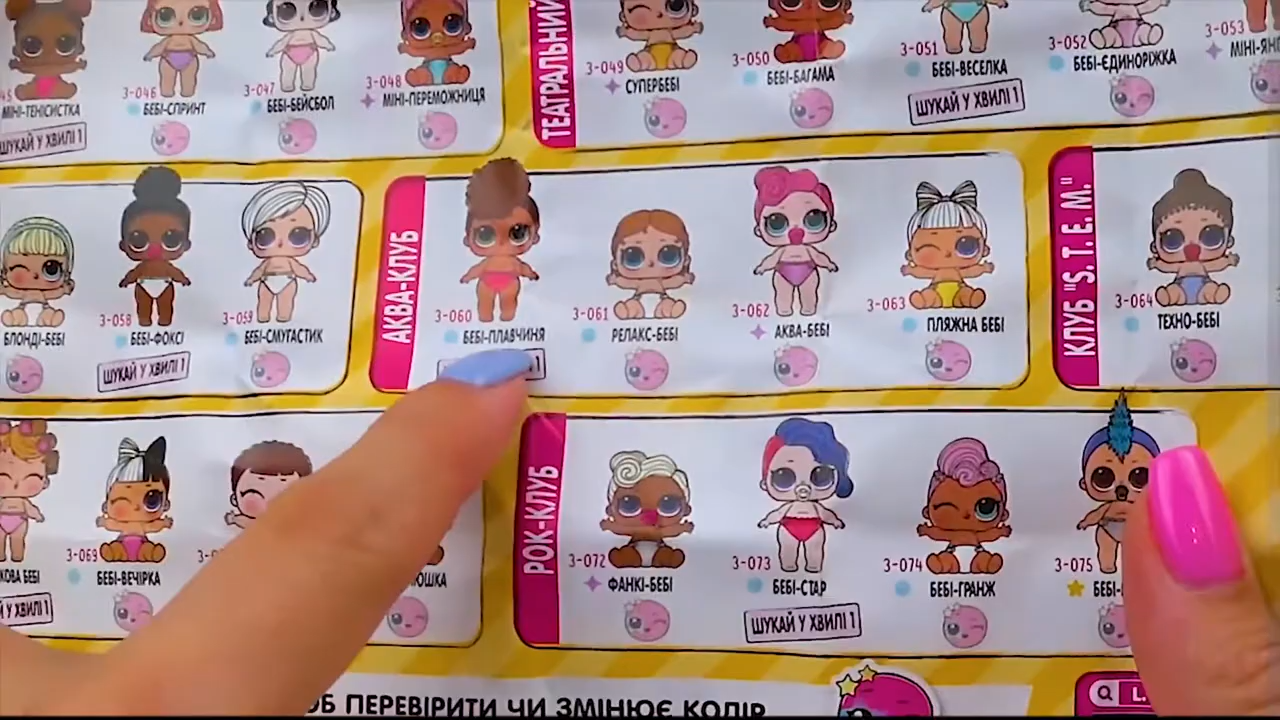 МІНІ-ТЕНІСИСТКА
ШУКАЙ У ХВИЛІ 1
3-046
БЕБІ-СПРИНТ
3-047
БЕБІ-БЕЙСБОЛ
3-048
МІНІ-ПЕРЕМОЖНИЦЯ
ТЕАТРАЛЬНИЙ
3-049
СУПЕРБЕБІ
3-050
БЕБІ-БАГАМА
3-051
БЕБІ-ВЕСЕЛКА
ШУКАЙ У ХВИЛІ 1
3-052
БЕБІ-ЄДИНОРІЖКА
3-053
БЛОНДІ-БЕБІ
3-058
БЕБІ-ФОКСІ
ШУКАЙ У ХВИЛІ 1
3-059
БЕБІ-СМУГАСТИК
АКВА-КЛУБ
3-060
БЕБІ-ПЛАВЧИНЯ
3-061
РЕЛАКС-БЕБІ
3-062
АКВА-БЕБІ
3-063
ПЛЯЖНА БЕБІ
КЛУБ "S. T. E. M."
3-064
ТЕХНО-БЕБІ
БЕБІ
3-069
БЕБІ-ВЕЧІРКА
РОК-КЛУБ
3-072
ФАНКІ-БЕБІ
3-073
БЕБІ-СТАР
ШУКАЙ У ХВИЛІ 1
3-074
БЕБІ-ГРАНЖ
3-075
БЕБІ-
ПЕРЕВІРИТИ ЧИ ЗМІНЮЄ КОЛІР